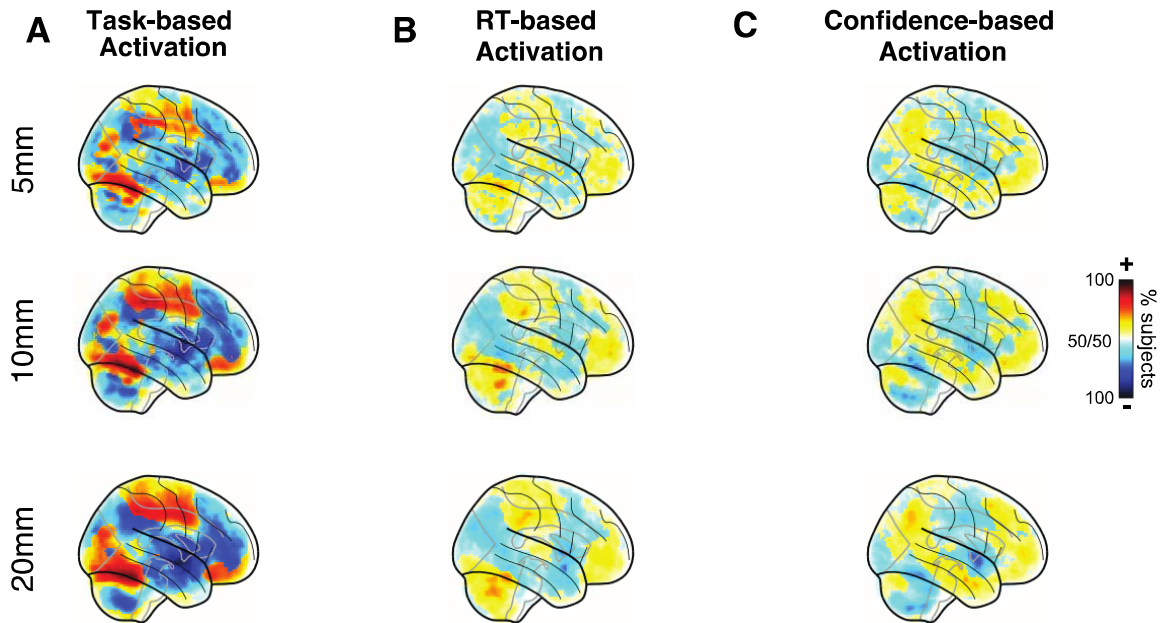 A
Task-based
Activation
B
RT-based
Activation
C
Confidence-based
Activation
5mm
10mm
20mm
+
100
50/50
100
-
% subjects